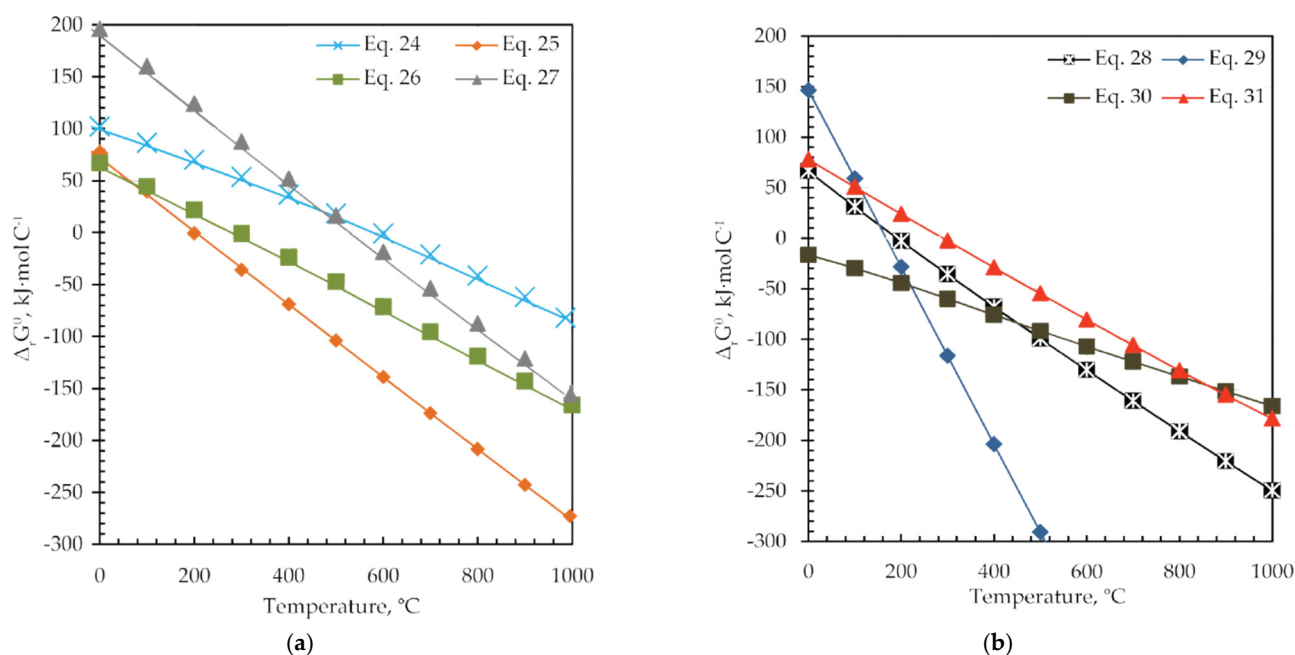 200
150
100
50
0
-50
-100
-150
-200
-250
-300
ΔᵣG⁰, kJ·mol C⁻¹
Eq. 24
Eq. 25
Eq. 26
Eq. 27
0 200 400 600 800 1000
Temperature, °C
(a)
200
150
100
50
0
-50
-100
-150
-200
-250
-300
ΔᵣG⁰, kJ·mol C⁻¹
Eq. 28
Eq. 29
Eq. 30
Eq. 31
0 200 400 600 800 1000
Temperature, °C
(b)